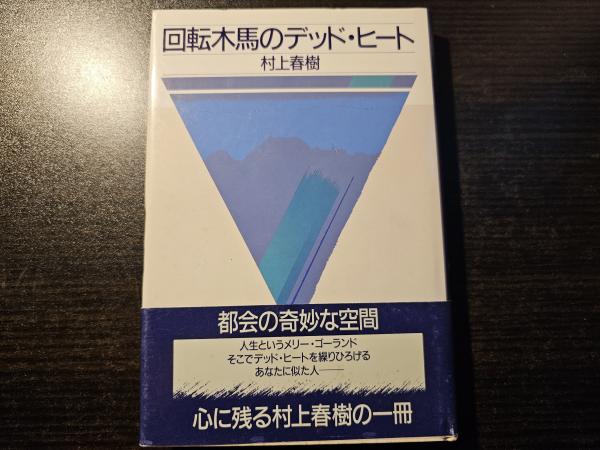 回転木馬のデッド・ヒート
村上春樹
都会の奇妙な空間
人生というメリー・ゴーランド
そこでデッド・ヒートを繰りひろげる
あなたに似た人――
心に残る村上春樹の一冊